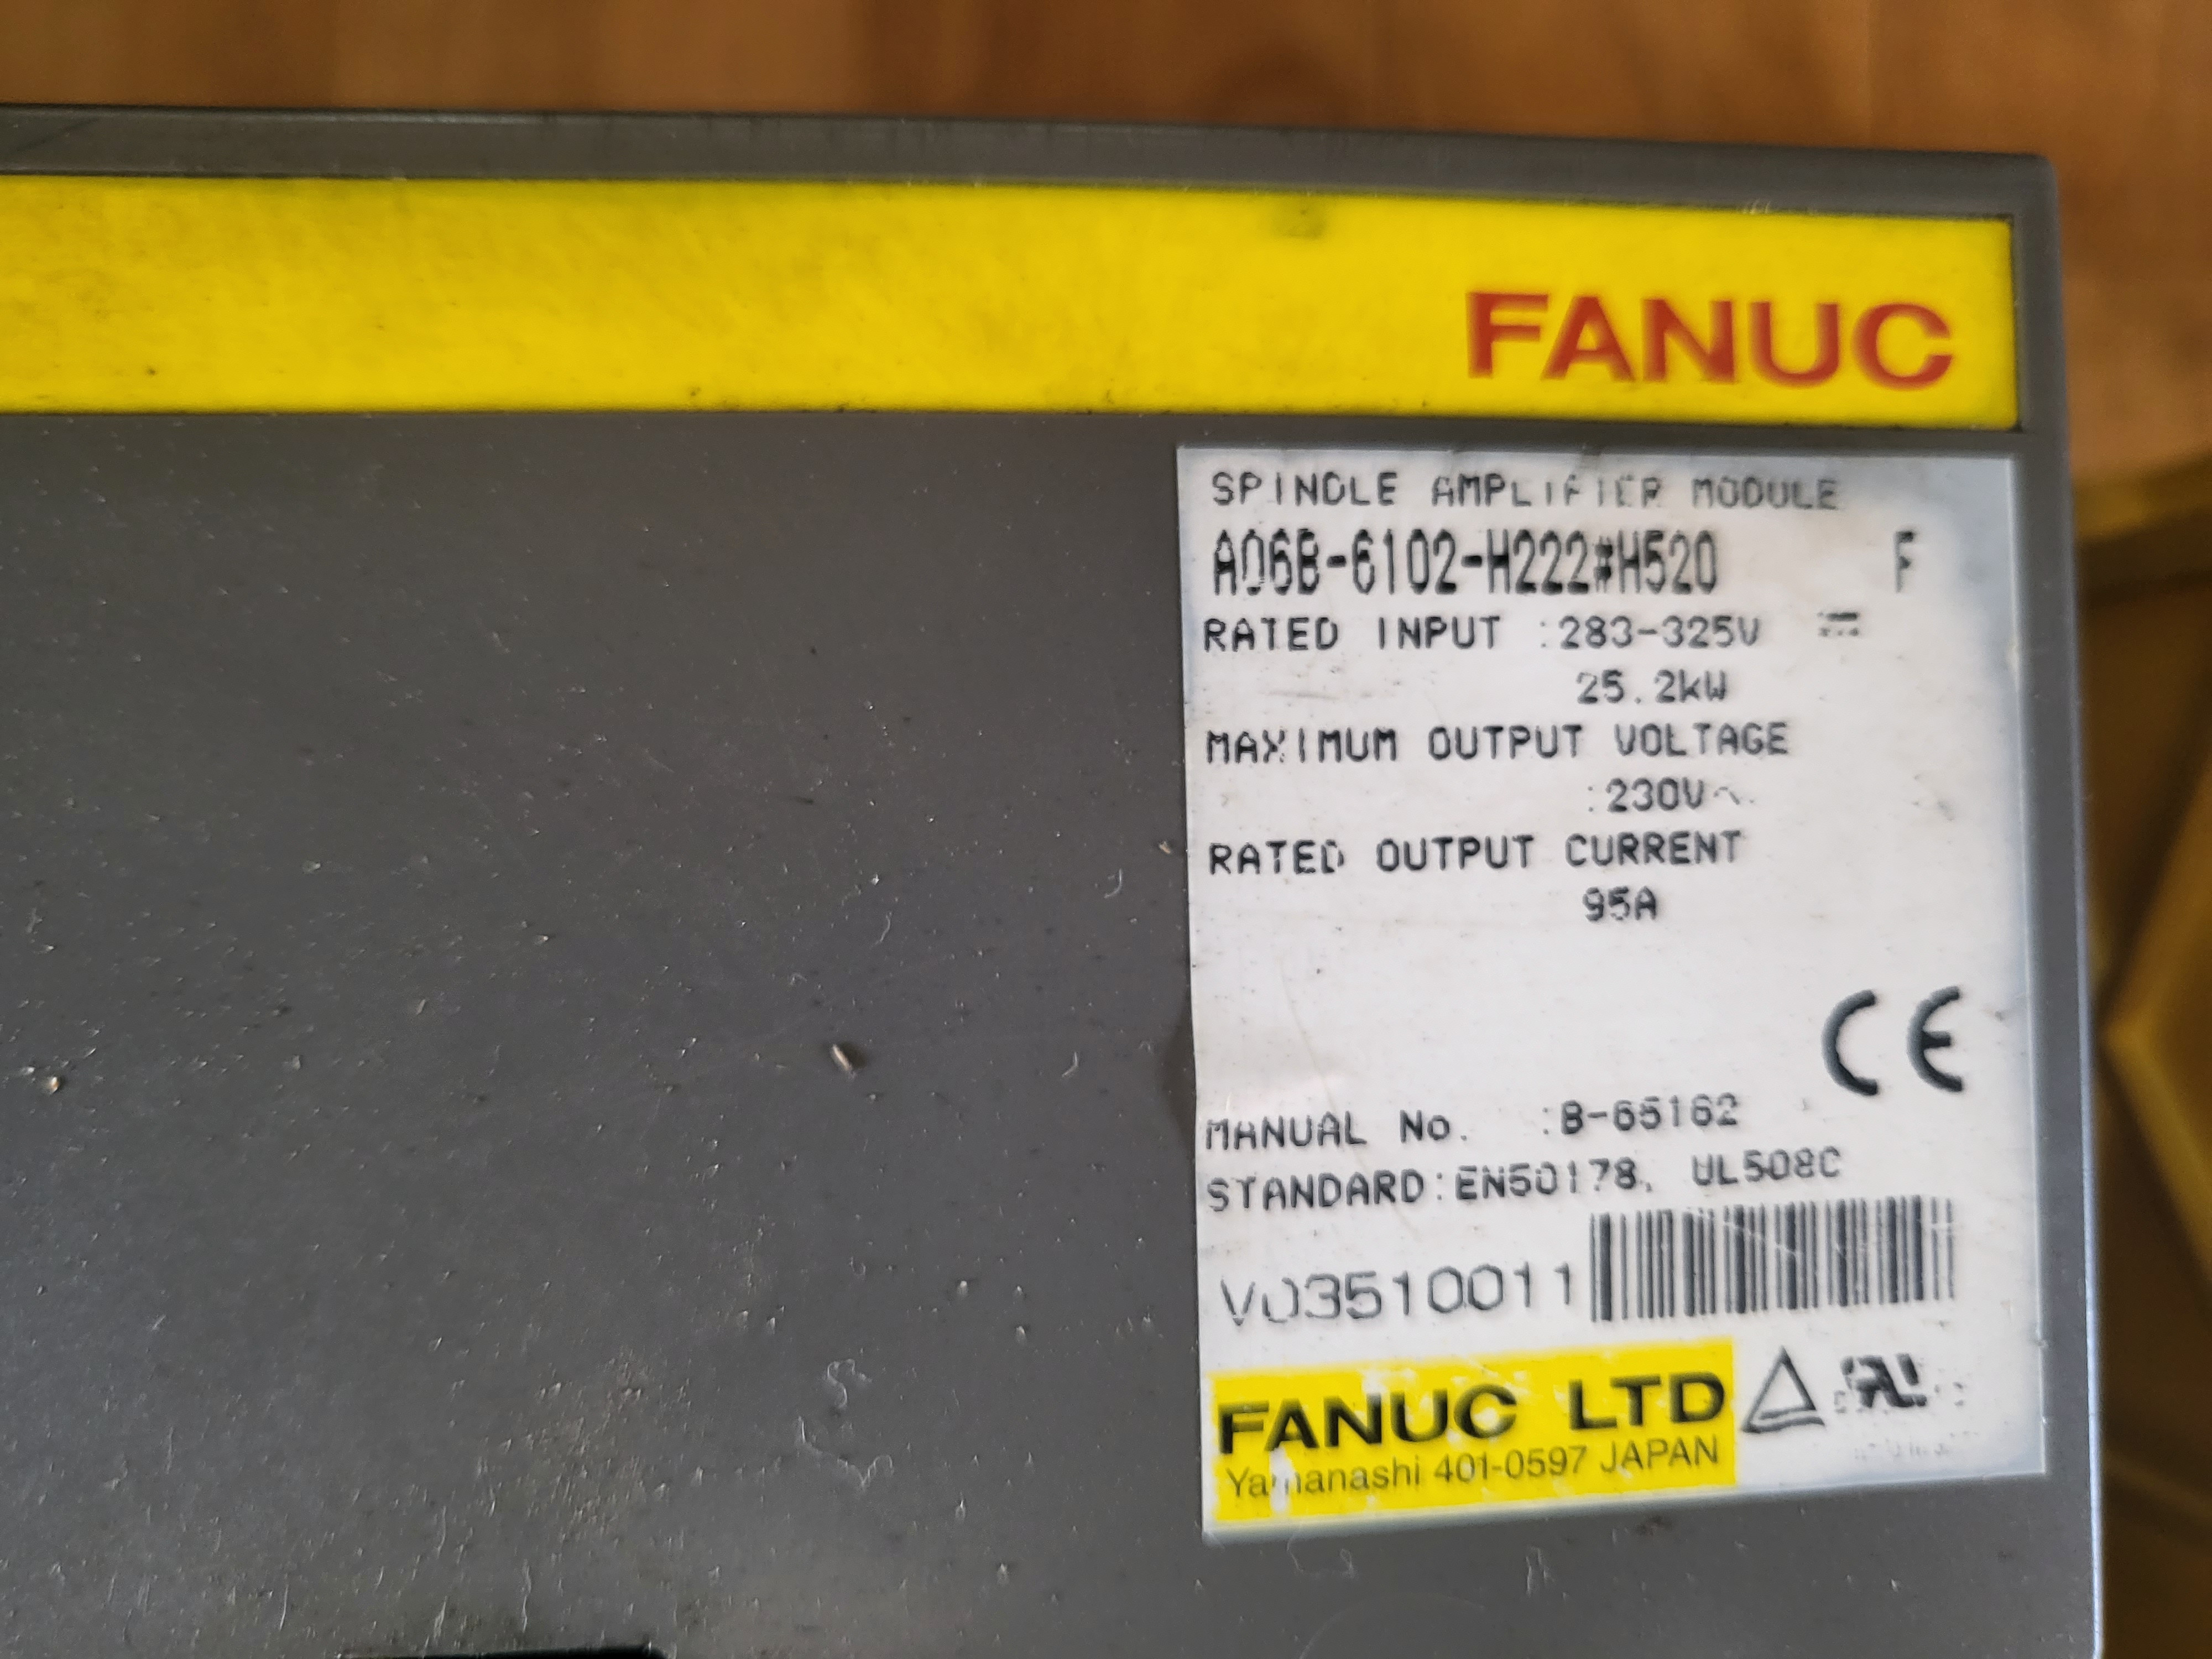 FANUC
SPINDLE AMPLIFIER MODULE
A06B-6102-H222#H520 F
RATED INPUT :283-325V ⎓
25.2kW
MAXIMUM OUTPUT VOLTAGE
:230V~
RATED OUTPUT CURRENT
95A
CE
MANUAL No. :B-65162
STANDARD:EN50178, UL508C
V03510011
FANUC LTD
Yamanashi 401-0597 JAPAN